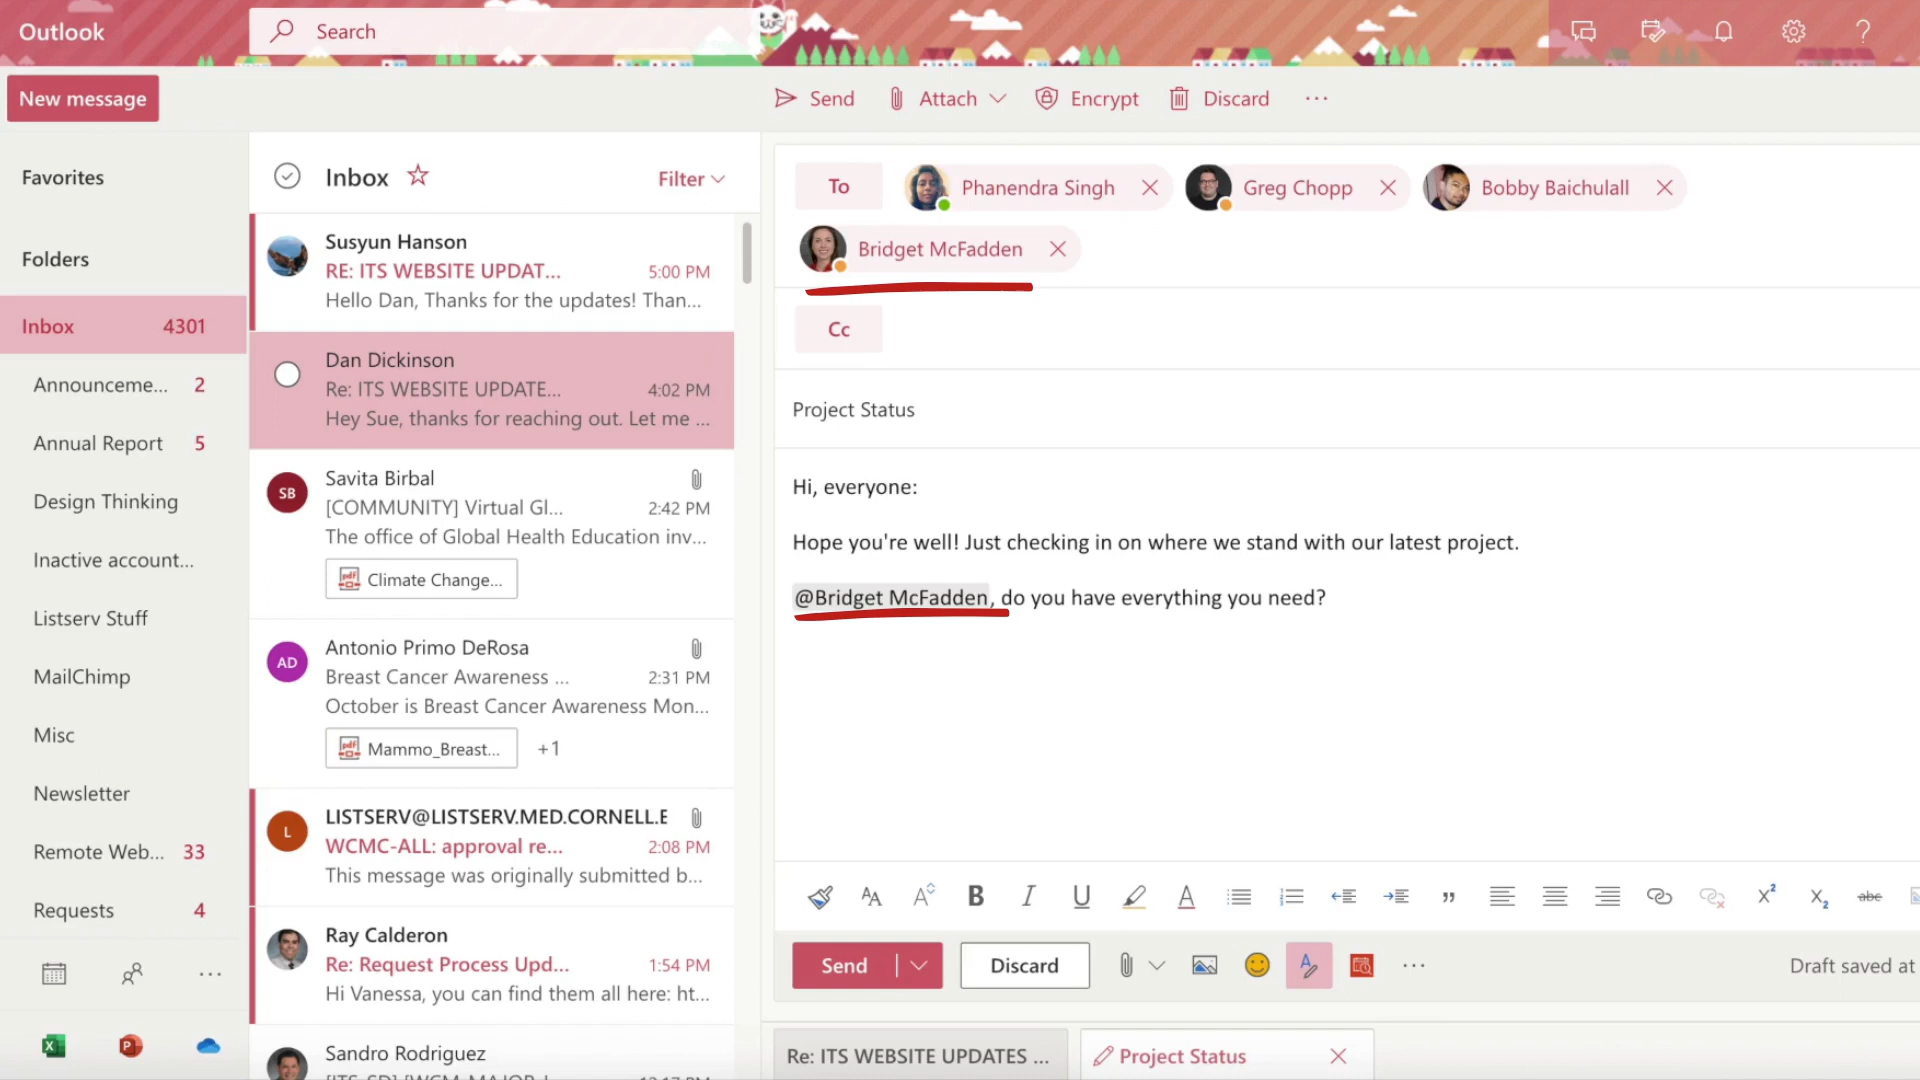 Outlook
Search
New message
Send
Attach
Encrypt
Discard
Favorites
Folders
Inbox 4301
Announceme... 2
Annual Report 5
Design Thinking
Inactive account...
Listserv Stuff
MailChimp
Misc
Newsletter
Remote Web... 33
Requests 4
Inbox
Filter
Susyun Hanson
RE: ITS WEBSITE UPDAT... 5:00 PM
Hello Dan, Thanks for the updates! Than...
Dan Dickinson
Re: ITS WEBSITE UPDATE... 4:02 PM
Hey Sue, thanks for reaching out. Let me ...
SB
Savita Birbal
[COMMUNITY] Virtual Gl... 2:42 PM
The office of Global Health Education inv...
pdf Climate Change...
AD
Antonio Primo DeRosa
Breast Cancer Awareness ... 2:31 PM
October is Breast Cancer Awareness Mon...
pdf Mammo_Breast... +1
L
LISTSERV@LISTSERV.MED.CORNELL.E
WCMC-ALL: approval re... 2:08 PM
This message was originally submitted b...
Ray Calderon
Re: Request Process Upd... 1:54 PM
Hi Vanessa, you can find them all here: ht...
Sandro Rodriguez
To Phanendra Singh Greg Chopp Bobby Baichulall
Bridget McFadden
Cc
Project Status
Hi, everyone:
Hope you're well! Just checking in on where we stand with our latest project.
@Bridget McFadden, do you have everything you need?
Send Discard Draft saved at
Re: ITS WEBSITE UPDATES ... Project Status